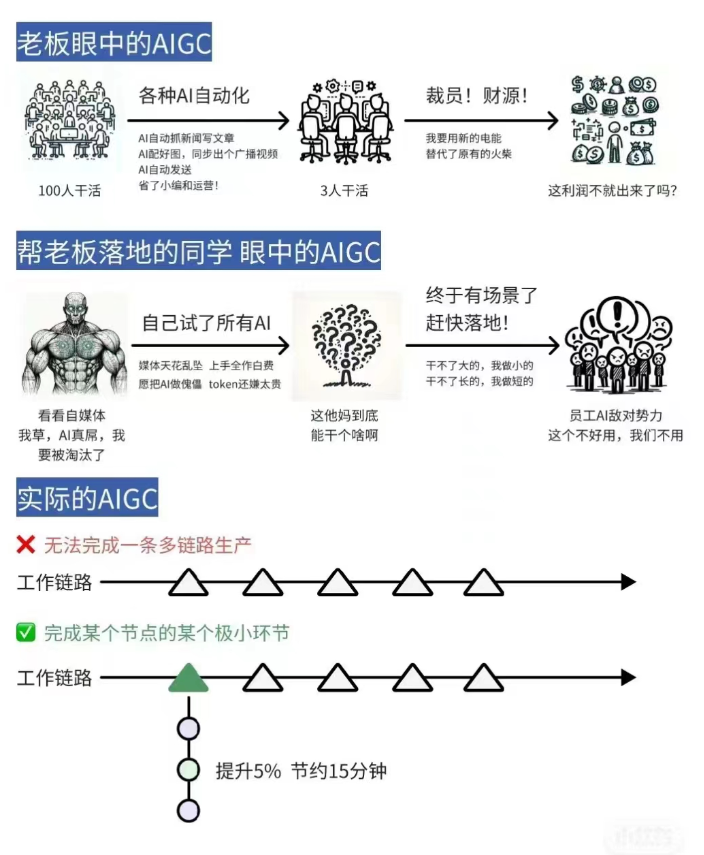 老板眼中的AIGC
各种AI自动化
AI自动抓新闻写文章
AI配好图，同步出个广播视频
AI自动发送
省了小编和运营！
裁员！财源！
我要用新的电能
替代了原有的火柴
100人干活
3人干活
这利润不就出来了吗？
帮老板落地的同学 眼中的AIGC
自己试了所有AI
媒体天花乱坠 上手全作白费
愿把AI做傀儡 token还嫌太贵
终于有场景了
赶快落地！
干不了大的，我做小的
干不了长的，我做短的
看看自媒体
我草，AI真屌，我
要被淘汰了
这他妈到底
能干个啥啊
员工AI敌对势力
这个不好用，我们不用
实际的AIGC
无法完成一条多链路生产
工作链路
完成某个节点的某个极小环节
工作链路
提升5% 节约15分钟